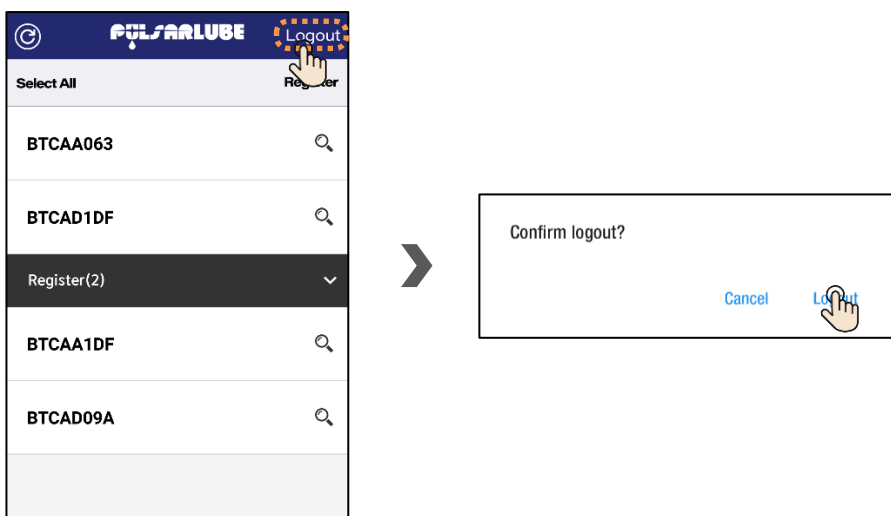 PULSARLUBE Logout
Select All Register
BTCAA063
BTCAD1DF
Register(2)
BTCAA1DF
BTCAD09A
Confirm logout?
Cancel Logout